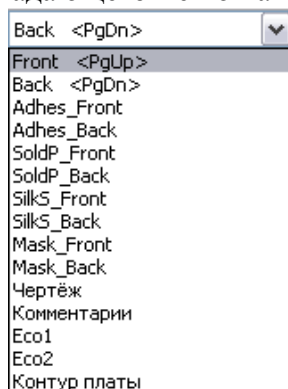 Back <PgDn>
Front <PgUp>
Back <PgDn>
Adhes_Front
Adhes_Back
SoldP_Front
SoldP_Back
SilkS_Front
SilkS_Back
Mask_Front
Mask_Back
Чертёж
Комментарии
Eco1
Eco2
Контур платы